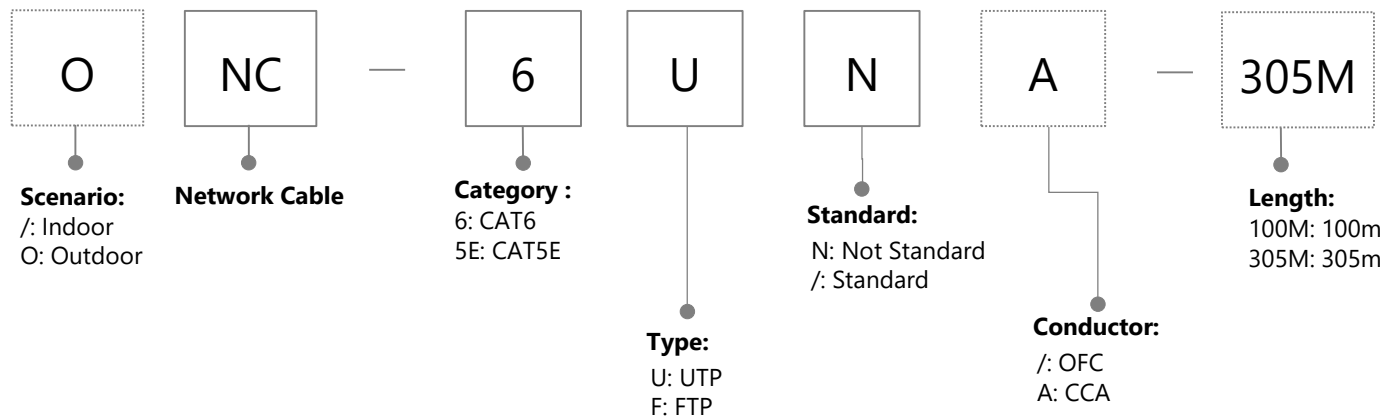 O NC — 6 U N A — 305M
Scenario:
/: Indoor
O: Outdoor
Network Cable
Category :
6: CAT6
5E: CAT5E
Type:
U: UTP
F: FTP
Standard:
N: Not Standard
/: Standard
Conductor:
/: OFC
A: CCA
Length:
100M: 100m
305M: 305m